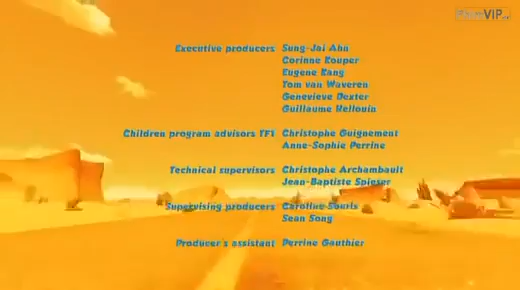 Executive producers Sung-Jai Ahn
Corinne Kouper
Eugene Kang
Tom van Waveren
Genevieve Dexter
Guillaume Hellouin
Children program advisors TF1 Christophe Guignement
Anne-Sophie Perrine
Technical supervisors Christophe Archambault
Jean-Baptiste Spieser
Supervising producers Caroline Souris
Sean Song
Producer's assistant Perrine Gauthier